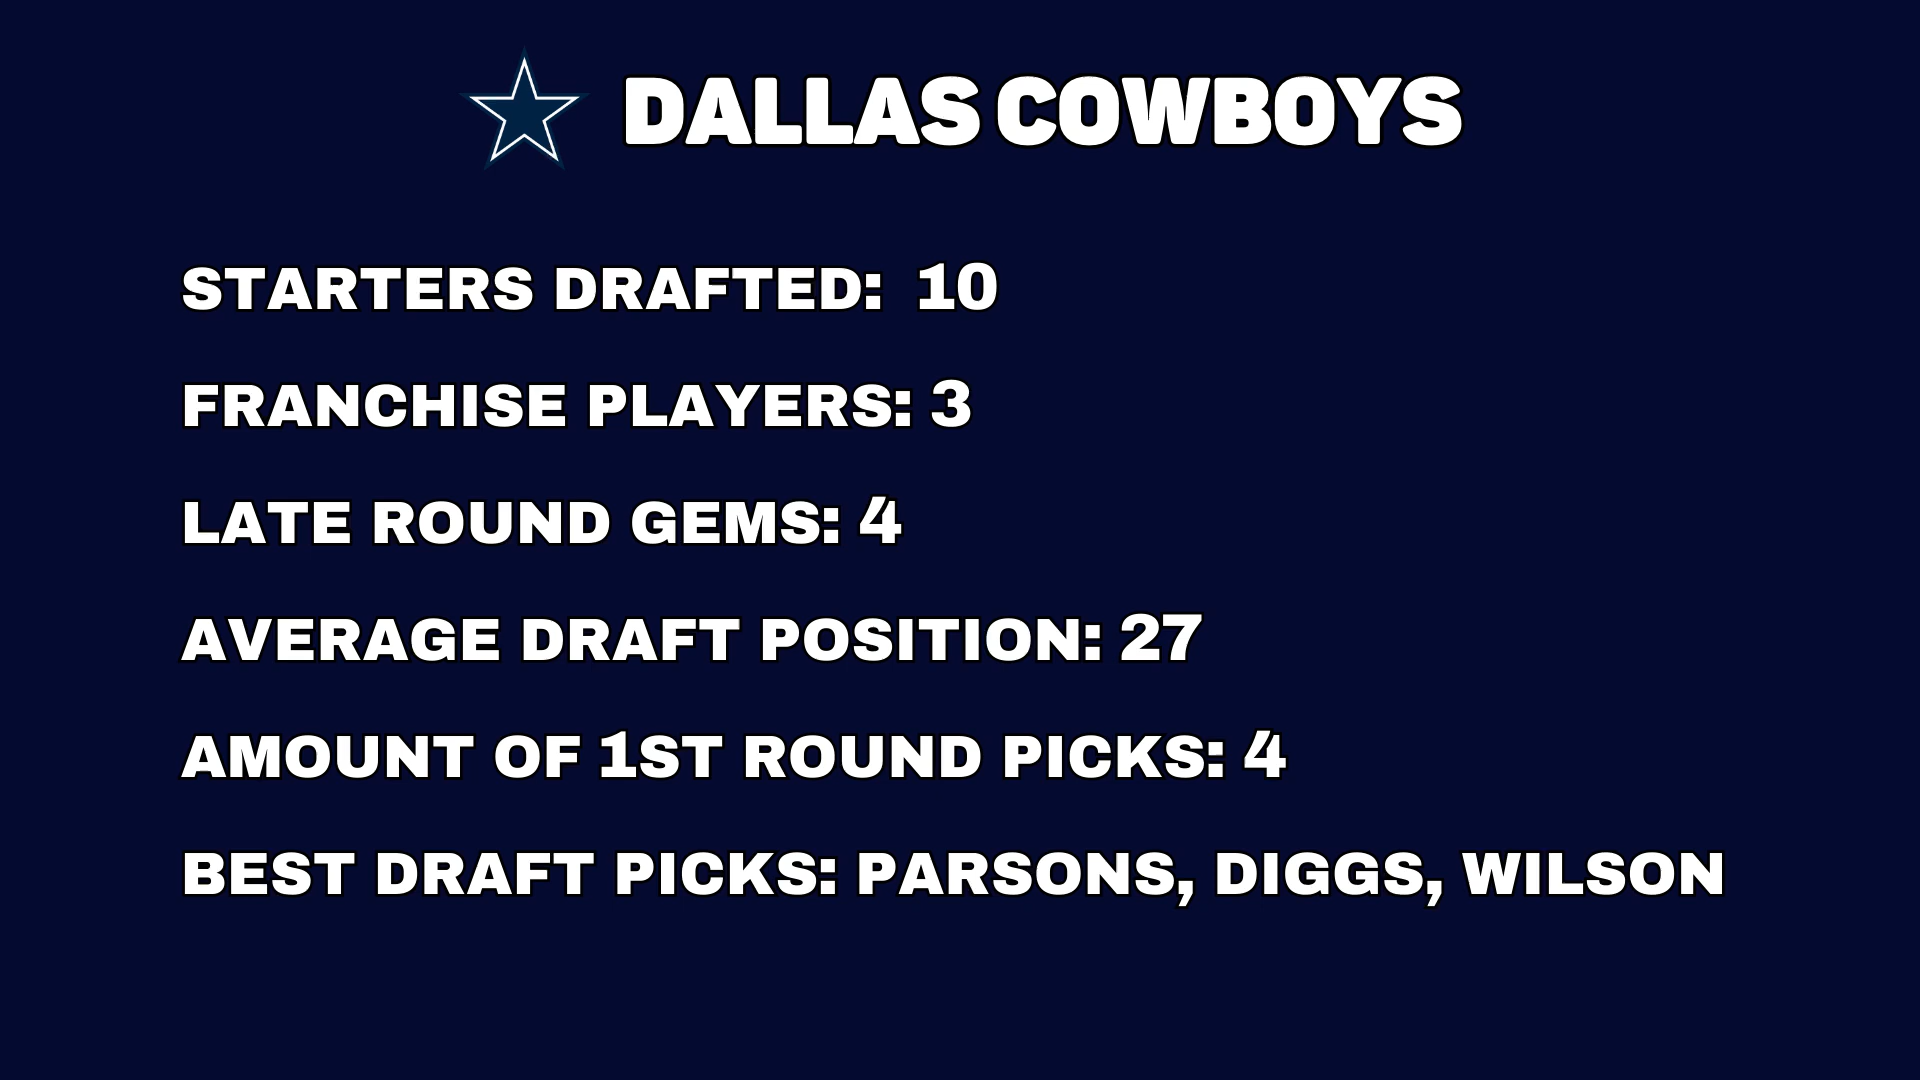 DALLAS COWBOYS
STARTERS DRAFTED: 10
FRANCHISE PLAYERS: 3
LATE ROUND GEMS: 4
AVERAGE DRAFT POSITION: 27
AMOUNT OF 1ST ROUND PICKS: 4
BEST DRAFT PICKS: PARSONS, DIGGS, WILSON